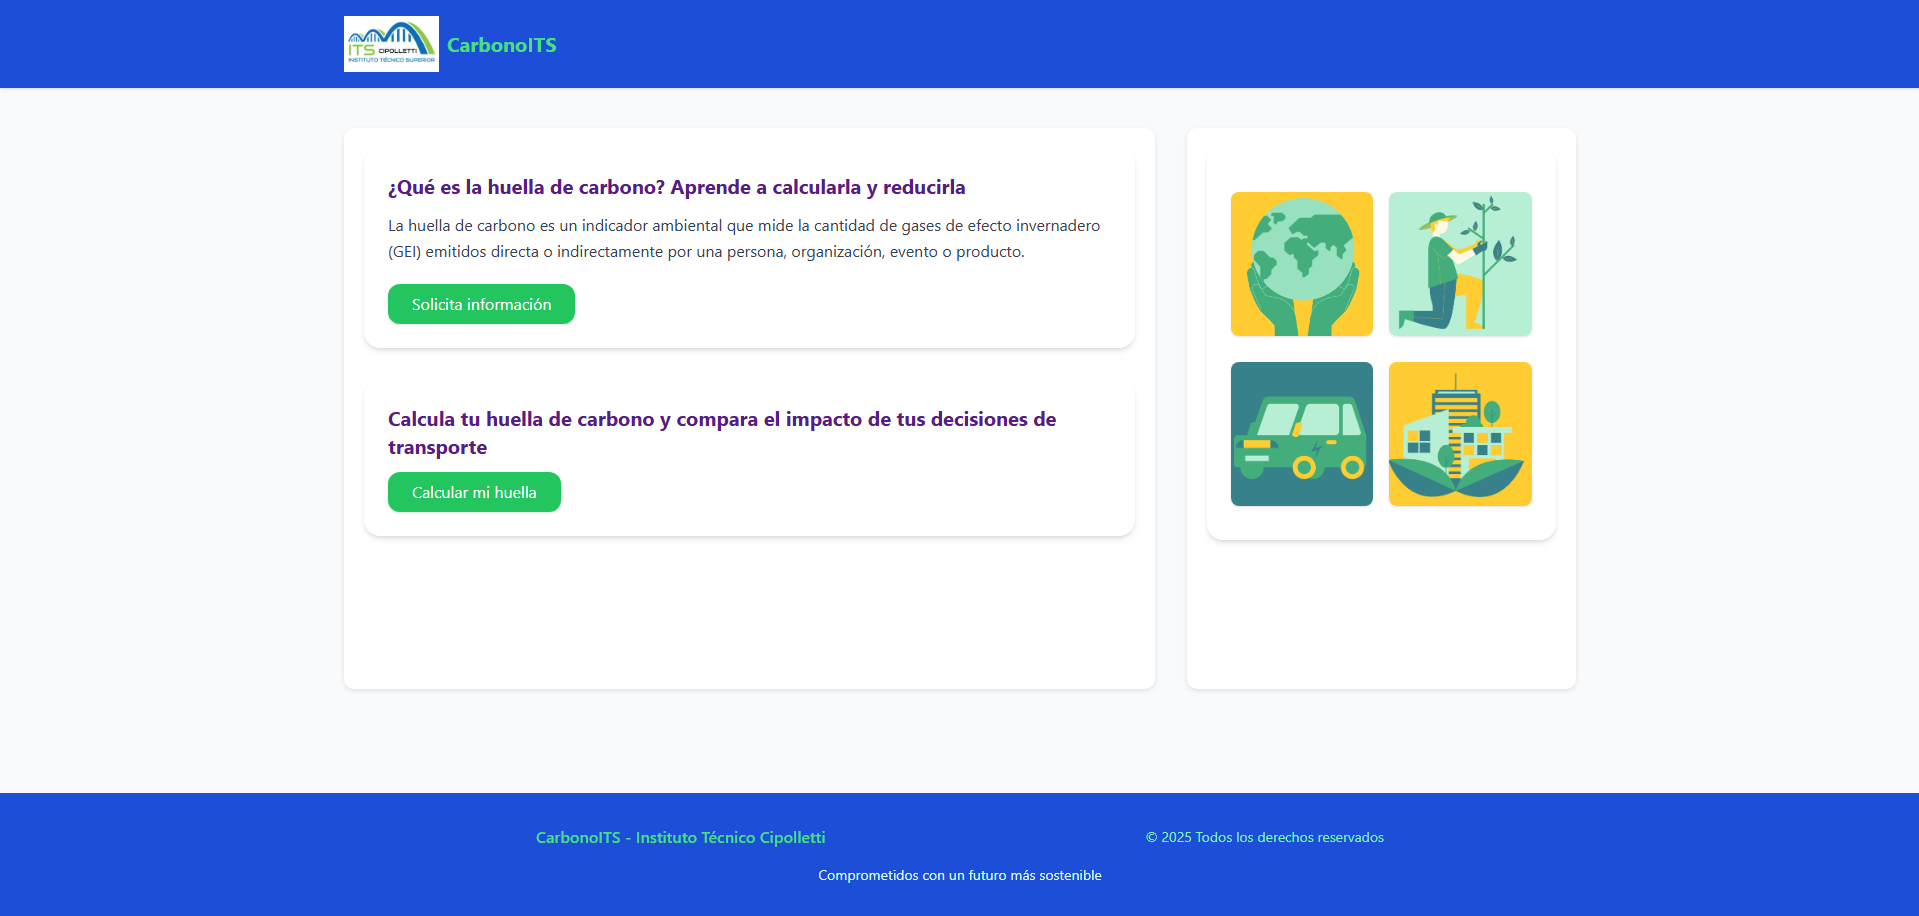 ITS CIPOLLETTI
INSTITUTO TÉCNICO SUPERIOR
CarbonoITS
¿Qué es la huella de carbono? Aprende a calcularla y reducirla
La huella de carbono es un indicador ambiental que mide la cantidad de gases de efecto invernadero
(GEI) emitidos directa o indirectamente por una persona, organización, evento o producto.
Solicita información
Calcula tu huella de carbono y compara el impacto de tus decisiones de
transporte
Calcular mi huella
CarbonoITS - Instituto Técnico Cipolletti
© 2025 Todos los derechos reservados
Comprometidos con un futuro más sostenible